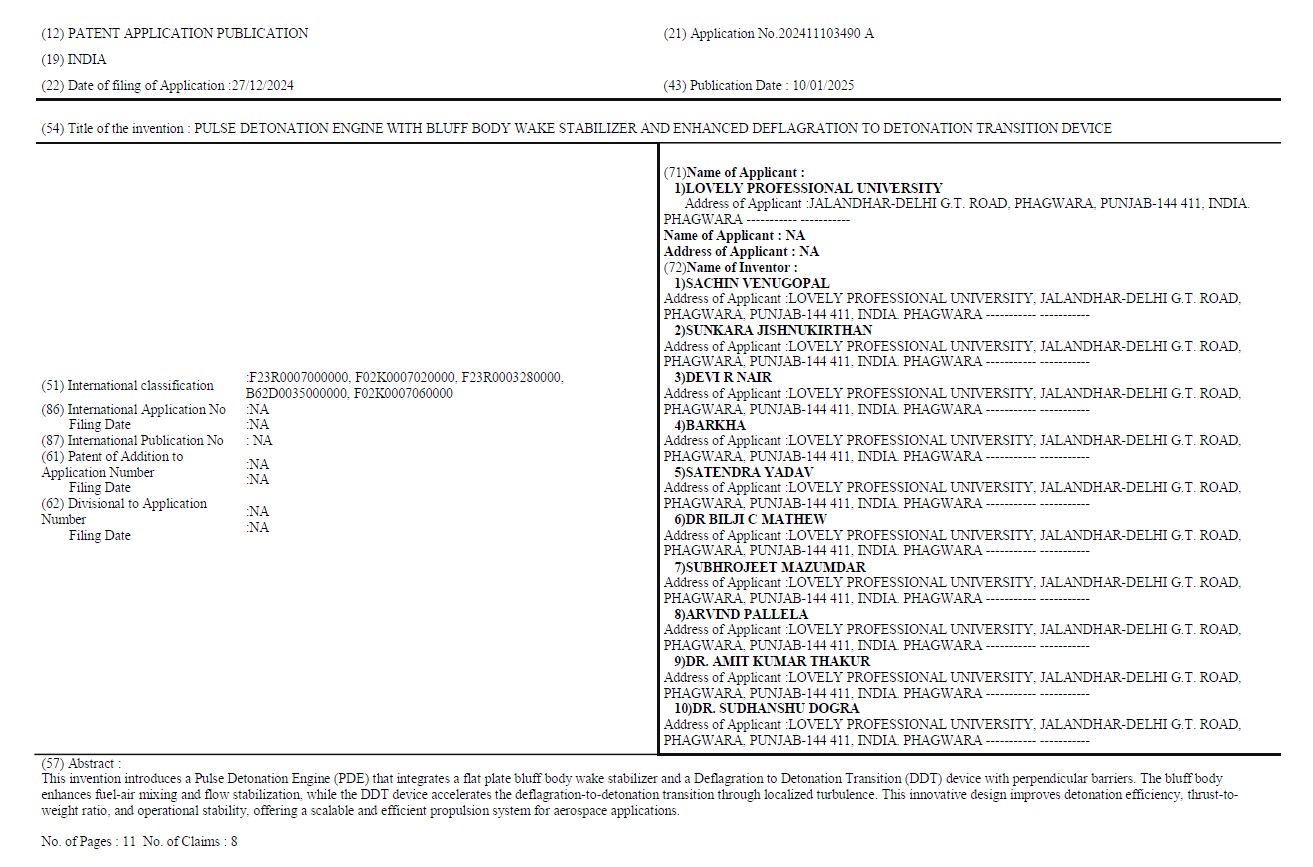 (12) PATENT APPLICATION PUBLICATION
(21) Application No.202411103490 A
(19) INDIA
(22) Date of filing of Application :27/12/2024
(43) Publication Date : 10/01/2025
(54) Title of the invention : PULSE DETONATION ENGINE WITH BLUFF BODY WAKE STABILIZER AND ENHANCED DEFLAGRATION TO DETONATION TRANSITION DEVICE
(51) International classification
:F23R0007000000, F02K0007020000, F23R0003280000,
B62D0035000000, F02K0007060000
(86) International Application No :NA
Filing Date :NA
(87) International Publication No : NA
(61) Patent of Addition to
Application Number :NA
Filing Date :NA
(62) Divisional to Application
Number :NA
Filing Date :NA
(71)Name of Applicant :
1)LOVELY PROFESSIONAL UNIVERSITY
Address of Applicant :JALANDHAR-DELHI G.T. ROAD, PHAGWARA, PUNJAB-144 411, INDIA.
PHAGWARA ----------- -----------
Name of Applicant : NA
Address of Applicant : NA
(72)Name of Inventor :
1)SACHIN VENUGOPAL
Address of Applicant :LOVELY PROFESSIONAL UNIVERSITY, JALANDHAR-DELHI G.T. ROAD,
PHAGWARA, PUNJAB-144 411, INDIA. PHAGWARA ----------- -----------
2)SUNKARA JISHNUKIRTHAN
Address of Applicant :LOVELY PROFESSIONAL UNIVERSITY, JALANDHAR-DELHI G.T. ROAD,
PHAGWARA, PUNJAB-144 411, INDIA. PHAGWARA ----------- -----------
3)DEVI R NAIR
Address of Applicant :LOVELY PROFESSIONAL UNIVERSITY, JALANDHAR-DELHI G.T. ROAD,
PHAGWARA, PUNJAB-144 411, INDIA. PHAGWARA ----------- -----------
4)BARKHA
Address of Applicant :LOVELY PROFESSIONAL UNIVERSITY, JALANDHAR-DELHI G.T. ROAD,
PHAGWARA, PUNJAB-144 411, INDIA. PHAGWARA ----------- -----------
5)SATENDRA YADAV
Address of Applicant :LOVELY PROFESSIONAL UNIVERSITY, JALANDHAR-DELHI G.T. ROAD,
PHAGWARA, PUNJAB-144 411, INDIA. PHAGWARA ----------- -----------
6)DR BILJI C MATHEW
Address of Applicant :LOVELY PROFESSIONAL UNIVERSITY, JALANDHAR-DELHI G.T. ROAD,
PHAGWARA, PUNJAB-144 411, INDIA. PHAGWARA ----------- -----------
7)SUBHROJEET MAZUMDAR
Address of Applicant :LOVELY PROFESSIONAL UNIVERSITY, JALANDHAR-DELHI G.T. ROAD,
PHAGWARA, PUNJAB-144 411, INDIA. PHAGWARA ----------- -----------
8)ARVIND PALLELA
Address of Applicant :LOVELY PROFESSIONAL UNIVERSITY, JALANDHAR-DELHI G.T. ROAD,
PHAGWARA, PUNJAB-144 411, INDIA. PHAGWARA ----------- -----------
9)DR. AMIT KUMAR THAKUR
Address of Applicant :LOVELY PROFESSIONAL UNIVERSITY, JALANDHAR-DELHI G.T. ROAD,
PHAGWARA, PUNJAB-144 411, INDIA. PHAGWARA ----------- -----------
10)DR. SUDHANSHU DOGRA
Address of Applicant :LOVELY PROFESSIONAL UNIVERSITY, JALANDHAR-DELHI G.T. ROAD,
PHAGWARA, PUNJAB-144 411, INDIA. PHAGWARA ----------- -----------
(57) Abstract :
This invention introduces a Pulse Detonation Engine (PDE) that integrates a flat plate bluff body wake stabilizer and a Deflagration to Detonation Transition (DDT) device with perpendicular barriers. The bluff body
enhances fuel-air mixing and flow stabilization, while the DDT device accelerates the deflagration-to-detonation transition through localized turbulence. This innovative design improves detonation efficiency, thrust-to-
weight ratio, and operational stability, offering a scalable and efficient propulsion system for aerospace applications.
No. of Pages : 11 No. of Claims : 8